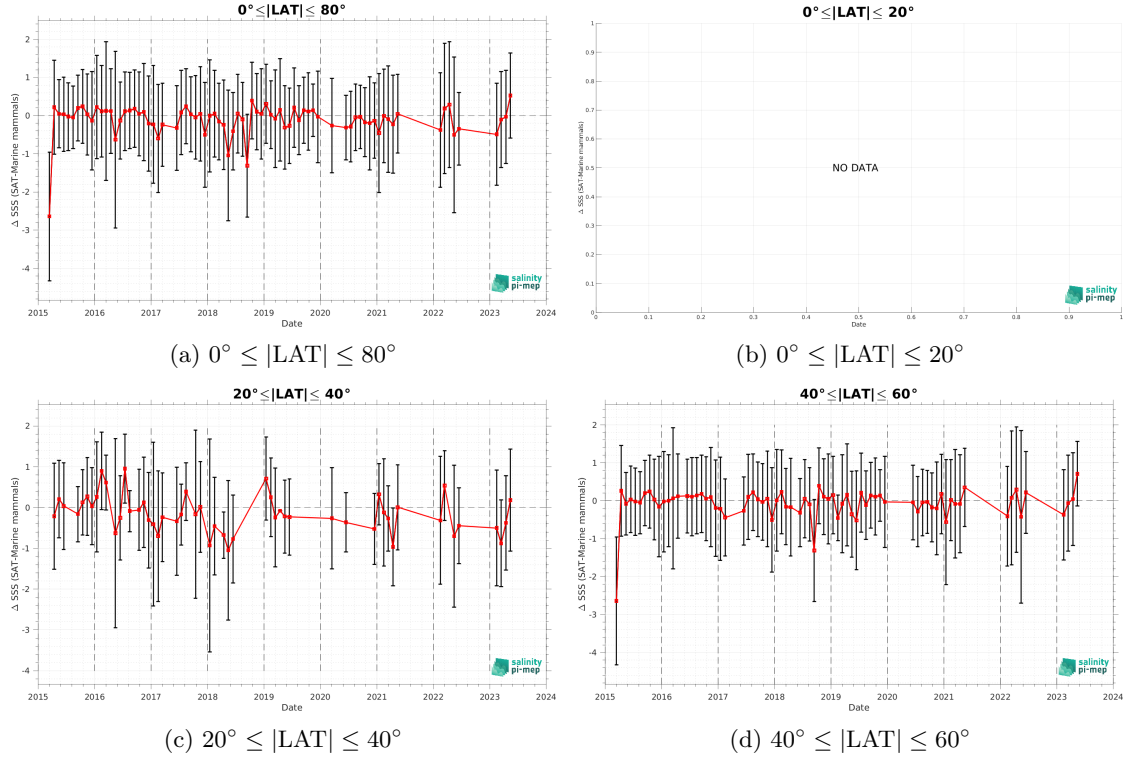 0°≤|LAT|≤ 80°
2
1
0
-1
-2
-3
-4
Δ SSS (SAT-Marine mammals)
2015 2016 2017 2018 2019 2020 2021 2022 2023 2024
Date
salinity
pi-mep
(a) 0° ≤ |LAT| ≤ 80°
0°≤|LAT|≤ 20°
1
0.9
0.8
0.7
0.6
0.5
0.4
0.3
0.2
0.1
0
Δ SSS (SAT-Marine mammals)
NO DATA
0 0.1 0.2 0.3 0.4 0.5 0.6 0.7 0.8 0.9 1
Date
salinity
pi-mep
(b) 0° ≤ |LAT| ≤ 20°
20°≤|LAT|≤ 40°
2
1
0
-1
-2
-3
-4
Δ SSS (SAT-Marine mammals)
2015 2016 2017 2018 2019 2020 2021 2022 2023 2024
Date
salinity
pi-mep
(c) 20° ≤ |LAT| ≤ 40°
40°≤|LAT|≤ 60°
2
1
0
-1
-2
-3
-4
Δ SSS (SAT-Marine mammals)
2015 2016 2017 2018 2019 2020 2021 2022 2023 2024
Date
salinity
pi-mep
(d) 40° ≤ |LAT| ≤ 60°